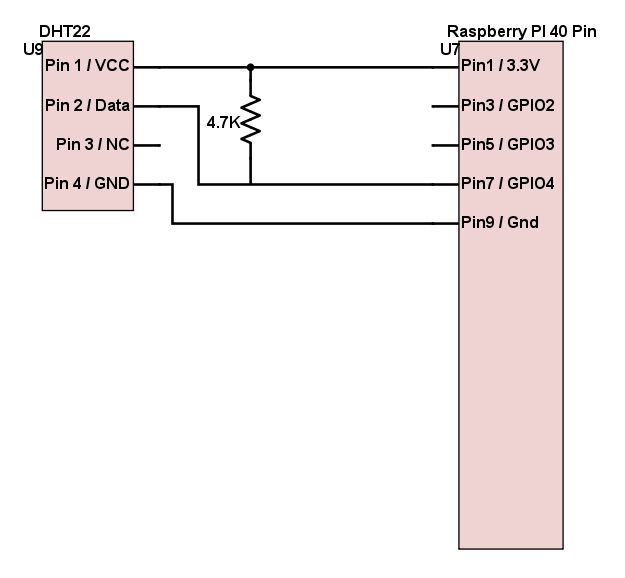 DHT22
U9
Pin 1 / VCC
Pin 2 / Data
Pin 3 / NC
Pin 4 / GND
4.7K
Raspberry PI 40 Pin
U7
Pin1 / 3.3V
Pin3 / GPIO2
Pin5 / GPIO3
Pin7 / GPIO4
Pin9 / Gnd